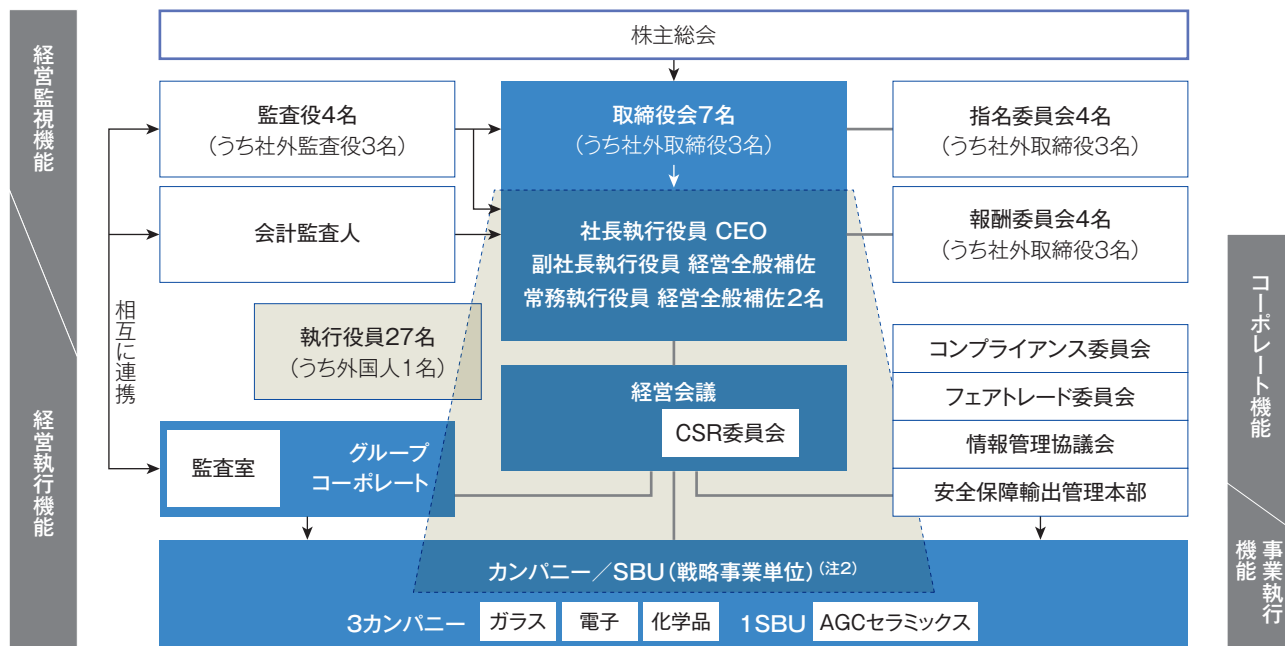 株主総会
経営監視機能
経営執行機能
監査役4名
(うち社外監査役3名)
取締役会7名
(うち社外取締役3名)
指名委員会4名
(うち社外取締役3名)
会計監査人
社長執行役員 CEO
副社長執行役員 経営全般補佐
常務執行役員 経営全般補佐2名
報酬委員会4名
(うち社外取締役3名)
相互に連携
執行役員27名
(うち外国人1名)
コンプライアンス委員会
フェアトレード委員会
情報管理協議会
安全保障輸出管理本部
経営会議
CSR委員会
監査室
グループ
コーポレート
コーポレート機能
事業執行
機能
カンパニー/SBU(戦略事業単位)(注2)
3カンパニー ガラス 電子 化学品 1SBU AGCセラミックス